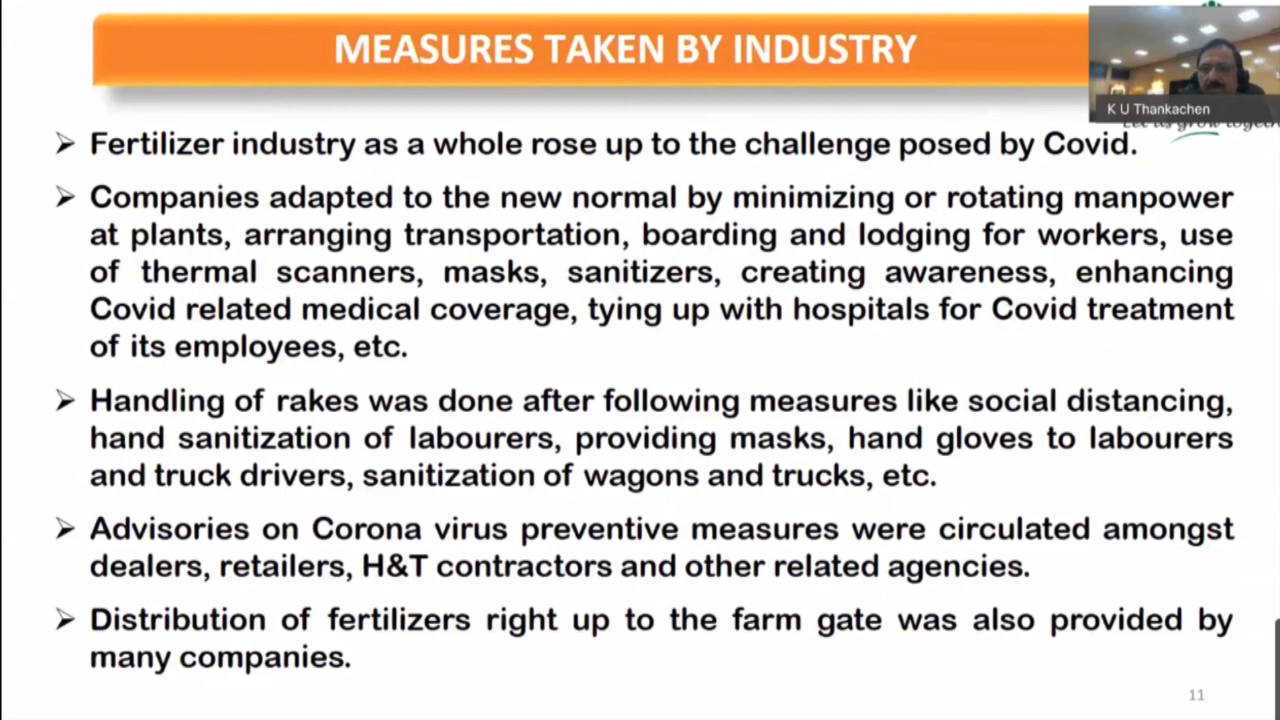 MEASURES TAKEN BY INDUSTRY
K U Thankachen
Let us grow together
Fertilizer industry as a whole rose up to the challenge posed by Covid.
Companies adapted to the new normal by minimizing or rotating manpower
at plants, arranging transportation, boarding and lodging for workers, use
of thermal scanners, masks, sanitizers, creating awareness, enhancing
Covid related medical coverage, tying up with hospitals for Covid treatment
of its employees, etc.
Handling of rakes was done after following measures like social distancing,
hand sanitization of labourers, providing masks, hand gloves to labourers
and truck drivers, sanitization of wagons and trucks, etc.
Advisories on Corona virus preventive measures were circulated amongst
dealers, retailers, H&T contractors and other related agencies.
Distribution of fertilizers right up to the farm gate was also provided by
many companies.
11